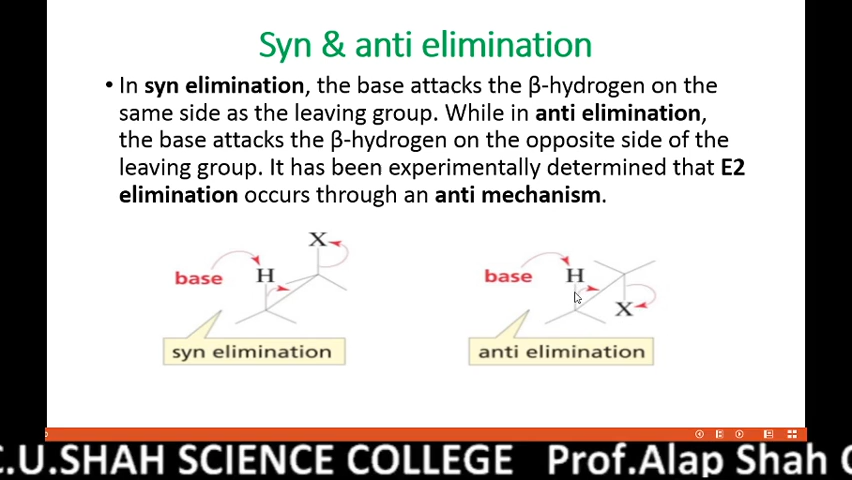 Syn & anti elimination
• In syn elimination, the base attacks the β-hydrogen on the
same side as the leaving group. While in anti elimination,
the base attacks the β-hydrogen on the opposite side of the
leaving group. It has been experimentally determined that E2
elimination occurs through an anti mechanism.
X
base H
syn elimination
base H
X
anti elimination
C.U.SHAH SCIENCE COLLEGE Prof.Alap Shah C